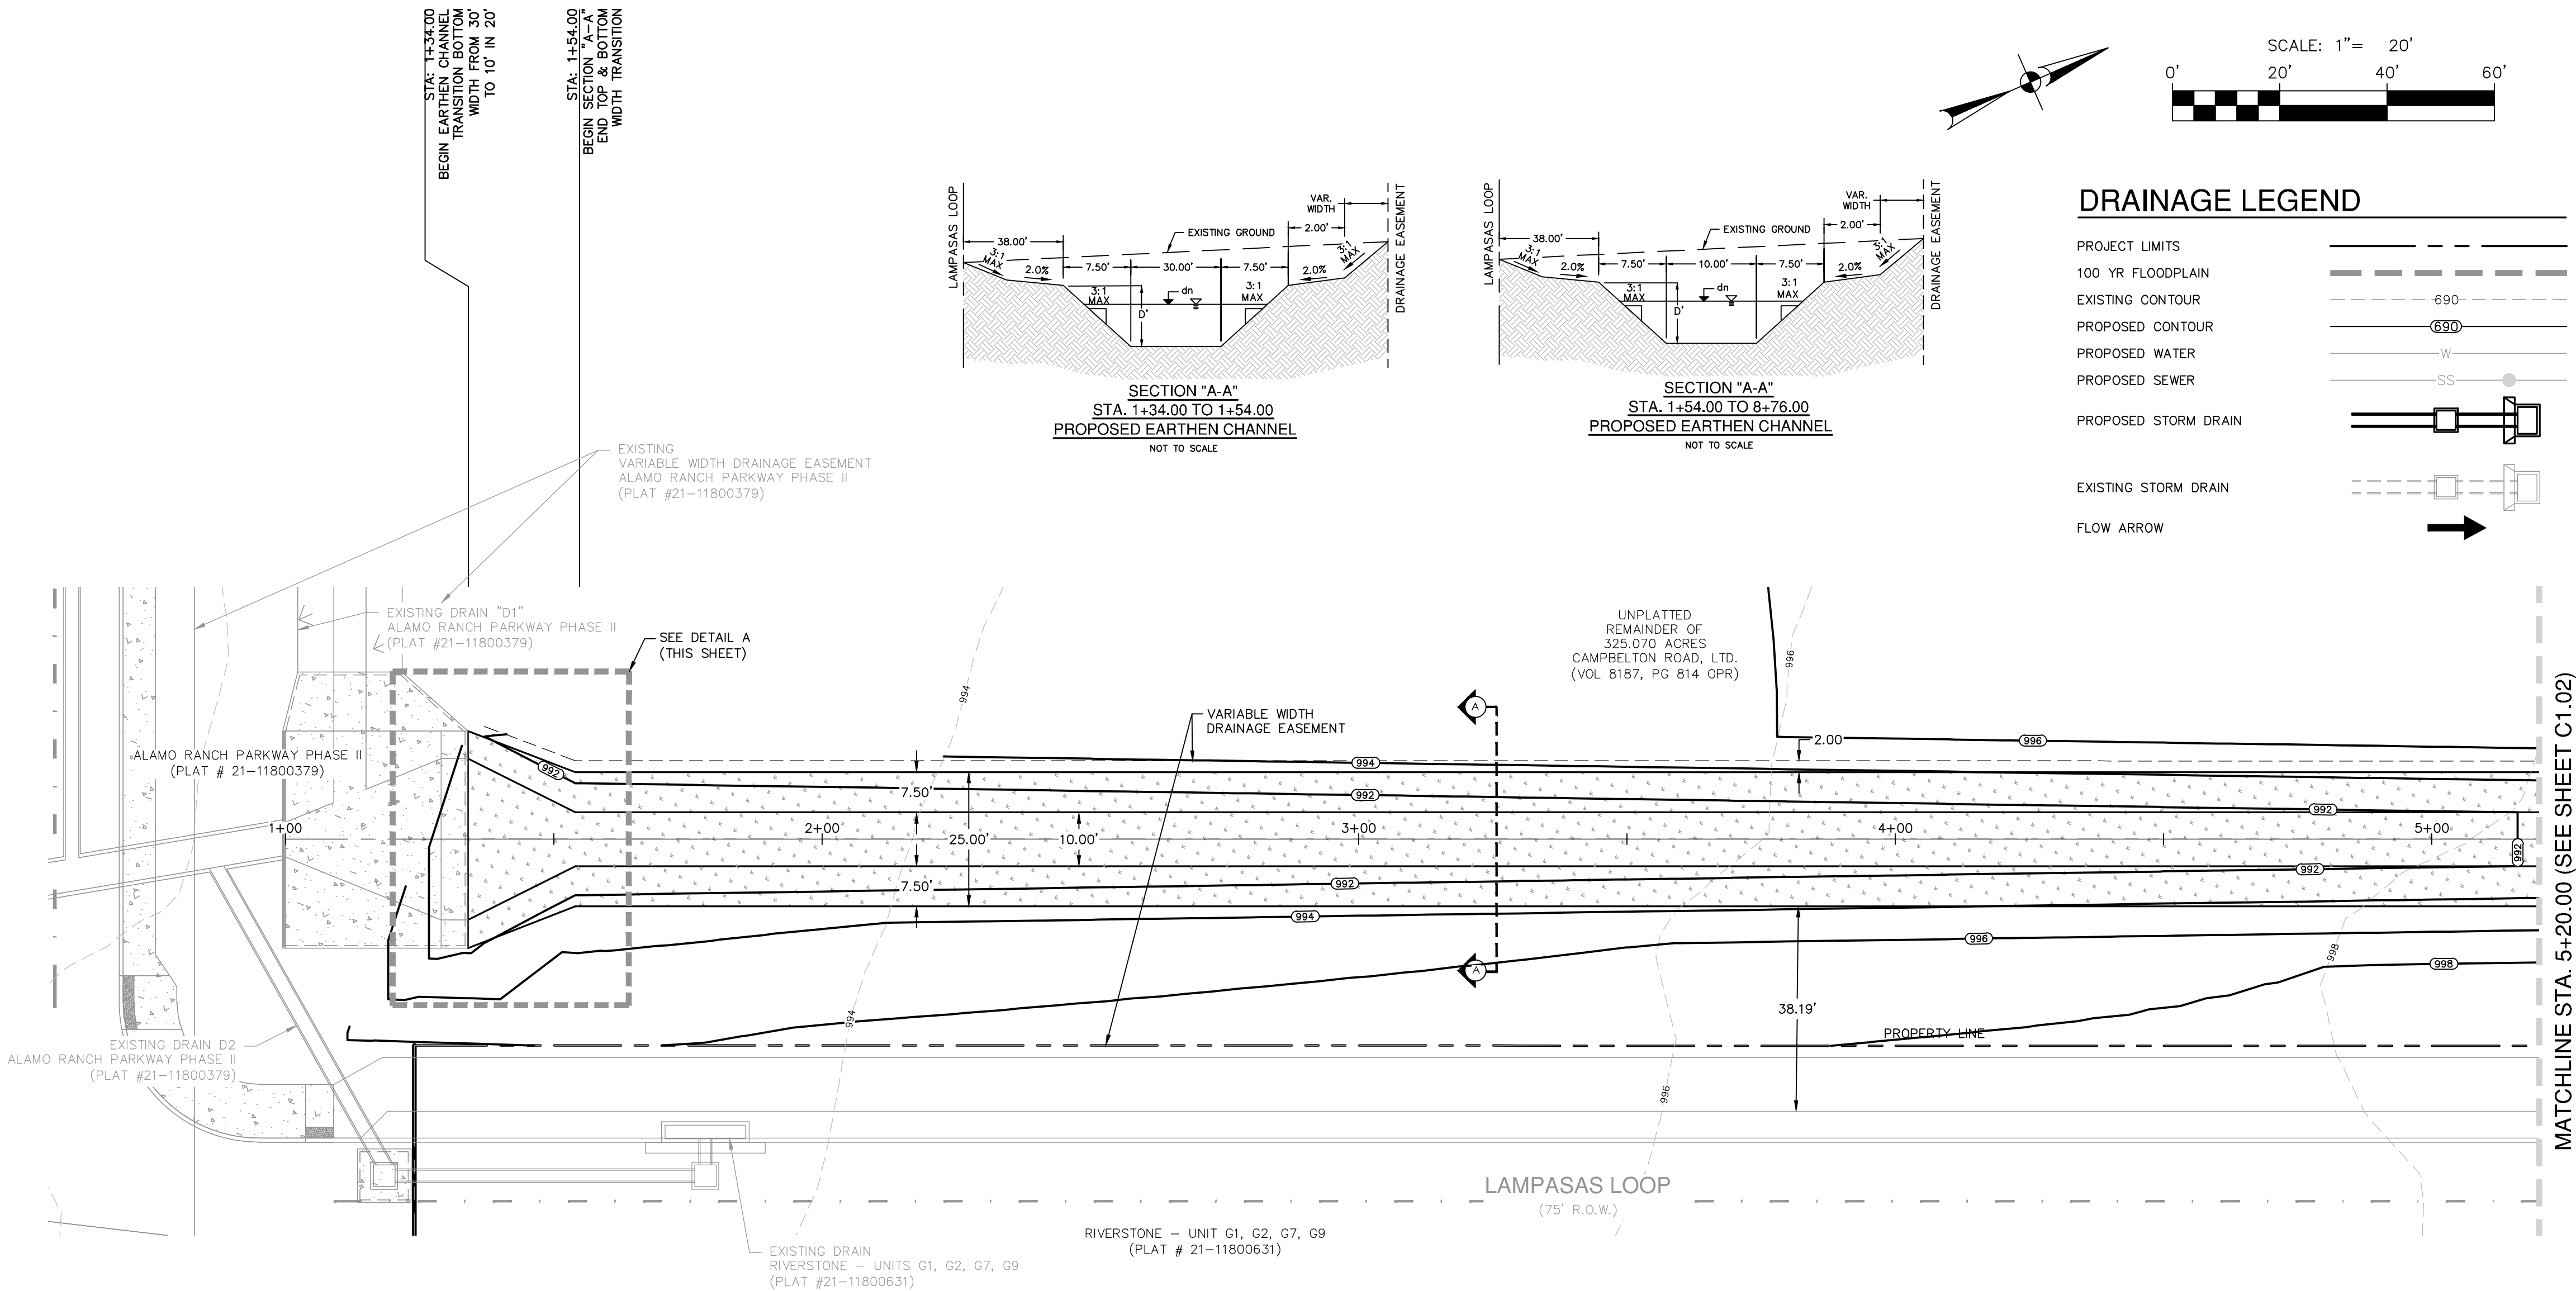 STA: 1+34.00
BEGIN EARTHEN CHANNEL
TRANSITION BOTTOM
WIDTH FROM 30'
TO 10' IN 20'
STA: 1+54.00
BEGIN SECTION "A-A"
END TOP & BOTTOM
WIDTH TRANSITION
SCALE: 1"= 20'
0' 20' 40' 60'
LAMPASAS LOOP
38.00'
3:1
MAX
2.0%
7.50'
30.00'
7.50'
EXISTING GROUND
VAR.
WIDTH
2.00'
3:1
MAX
2.0%
3:1
MAX
dn
D'
3:1
MAX
DRAINAGE EASEMENT
SECTION "A-A"
STA. 1+34.00 TO 1+54.00
PROPOSED EARTHEN CHANNEL
NOT TO SCALE
LAMPASAS LOOP
38.00'
3:1
MAX
2.0%
7.50'
10.00'
7.50'
EXISTING GROUND
VAR.
WIDTH
2.00'
3:1
MAX
2.0%
3:1
MAX
dn
D'
3:1
MAX
DRAINAGE EASEMENT
SECTION "A-A"
STA. 1+54.00 TO 8+76.00
PROPOSED EARTHEN CHANNEL
NOT TO SCALE
DRAINAGE LEGEND
PROJECT LIMITS
100 YR FLOODPLAIN
EXISTING CONTOUR 690
PROPOSED CONTOUR 690
PROPOSED WATER W
PROPOSED SEWER SS
PROPOSED STORM DRAIN
EXISTING STORM DRAIN
FLOW ARROW
EXISTING
VARIABLE WIDTH DRAINAGE EASEMENT
ALAMO RANCH PARKWAY PHASE II
(PLAT #21-11800379)
EXISTING DRAIN "D1"
ALAMO RANCH PARKWAY PHASE II
(PLAT #21-11800379)
SEE DETAIL A
(THIS SHEET)
UNPLATTED
REMAINDER OF
325.070 ACRES
CAMPBELTON ROAD, LTD.
(VOL 8187, PG 814 OPR)
994
996
VARIABLE WIDTH
DRAINAGE EASEMENT
A
2.00
996
ALAMO RANCH PARKWAY PHASE II
(PLAT # 21-11800379)
992
994
7.50'
992
992
1+00
2+00
3+00
4+00
5+00
25.00'
10.00'
992
7.50'
992
992
994
996
998
998
A
38.19'
994
PROPERTY LINE
EXISTING DRAIN D2
ALAMO RANCH PARKWAY PHASE II
(PLAT #21-11800379)
996
LAMPASAS LOOP
(75' R.O.W.)
RIVERSTONE - UNIT G1, G2, G7, G9
(PLAT # 21-11800631)
EXISTING DRAIN
RIVERSTONE - UNITS G1, G2, G7, G9
(PLAT #21-11800631)
MATCHLINE STA. 5+20.00 (SEE SHEET C1.02)